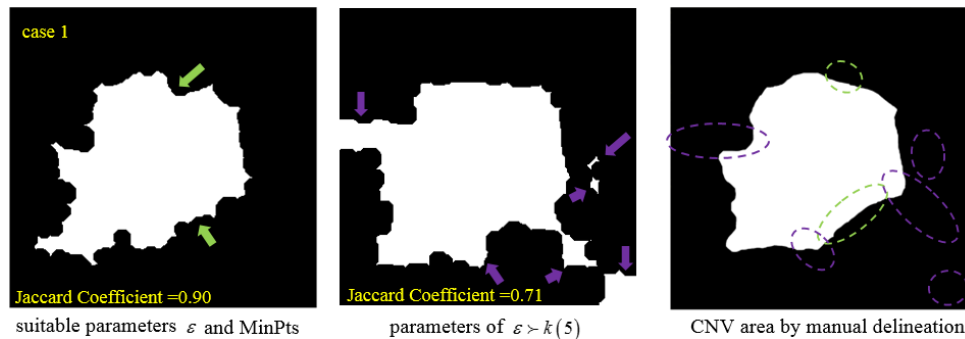 case 1
Jaccard Coefficient =0.90
Jaccard Coefficient =0.71
suitable parameters ε and MinPts
parameters of ε ≻ k(5)
CNV area by manual delineation